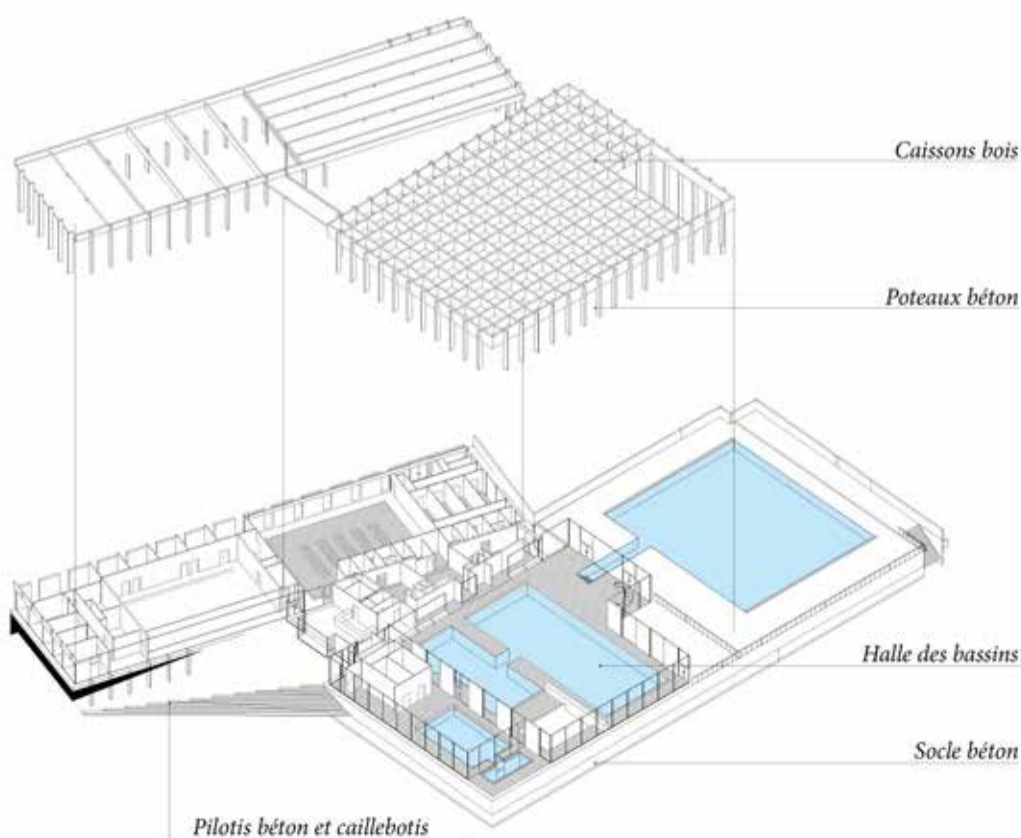 Caissons bois
Poteaux béton
Halle des bassins
Socle béton
Pilotis béton et caillebotis